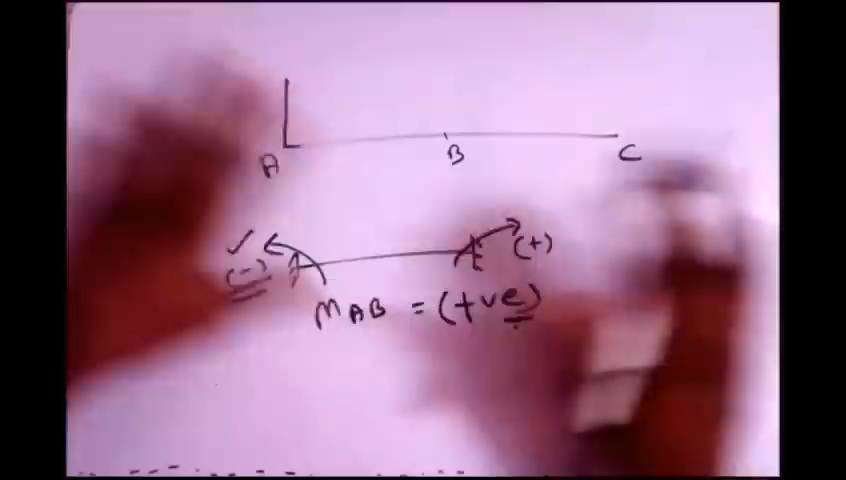 A B C
✓ (-) (+)
MAB = (+ve)